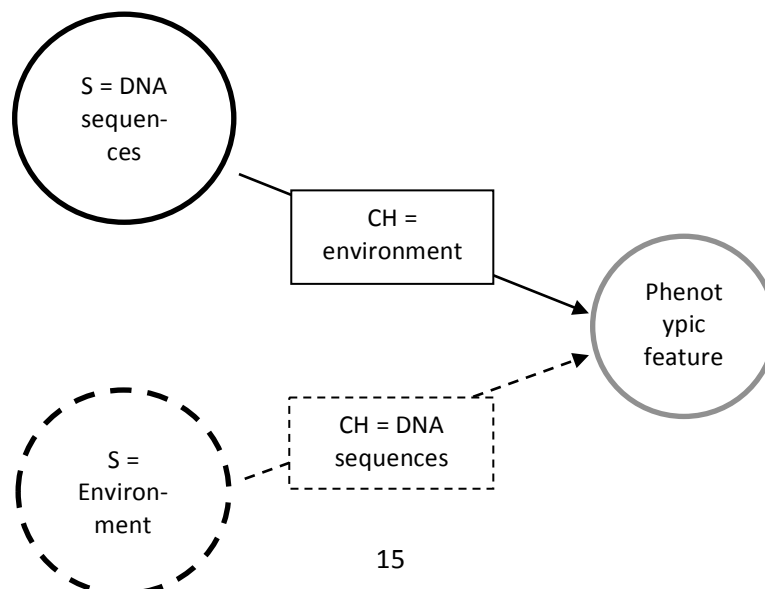 S = DNA
sequen-
ces
CH =
environment
Phenot
ypic
feature
CH = DNA
sequences
S =
Environ-
ment
15